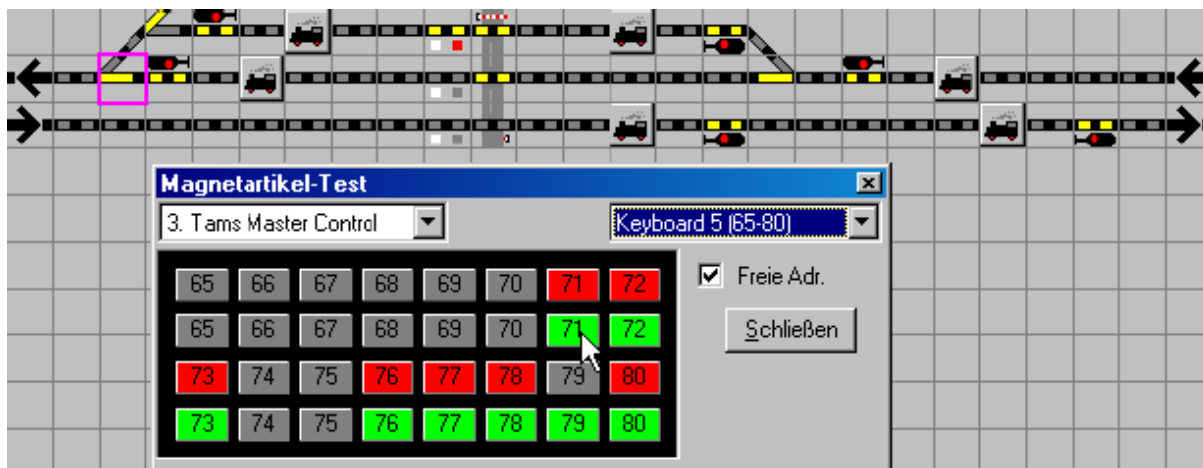 Magnetartikel-Test
3. Tams Master Control Keyboard 5 (65-80)
65 66 67 68 69 70 71 72 Freie Adr.
65 66 67 68 69 70 71 72 Schließen
73 74 75 76 77 78 79 80
73 74 75 76 77 78 79 80